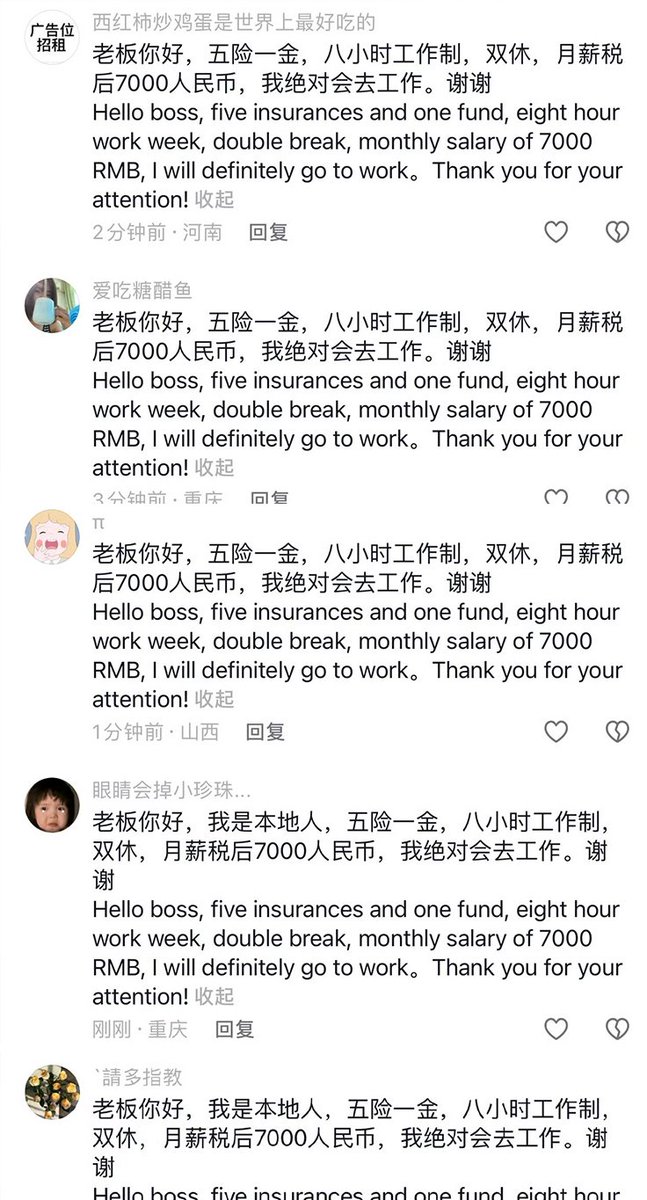 广告位
招租
西红柿炒鸡蛋是世界上最好吃的
老板你好，五险一金，八小时工作制，双休，月薪税
后7000人民币，我绝对会去工作。谢谢
Hello boss, five insurances and one fund, eight hour
work week, double break, monthly salary of 7000
RMB, I will definitely go to work。Thank you for your
attention! 收起
2分钟前 · 河南 回复
爱吃糖醋鱼
老板你好，五险一金，八小时工作制，双休，月薪税
后7000人民币，我绝对会去工作。谢谢
Hello boss, five insurances and one fund, eight hour
work week, double break, monthly salary of 7000
RMB, I will definitely go to work。Thank you for your
attention! 收起
3分钟前 · 重庆 回复
π
老板你好，五险一金，八小时工作制，双休，月薪税
后7000人民币，我绝对会去工作。谢谢
Hello boss, five insurances and one fund, eight hour
work week, double break, monthly salary of 7000
RMB, I will definitely go to work。Thank you for your
attention! 收起
1分钟前 · 山西 回复
眼睛会掉小珍珠...
老板你好，我是本地人，五险一金，八小时工作制，
双休，月薪税后7000人民币，我绝对会去工作。谢
谢
Hello boss, five insurances and one fund, eight hour
work week, double break, monthly salary of 7000
RMB, I will definitely go to work。Thank you for your
attention! 收起
刚刚 · 重庆 回复
`請多指教
老板你好，我是本地人，五险一金，八小时工作制，
双休，月薪税后7000人民币，我绝对会去工作。谢
谢
Hello boss, five insurances and one fund, eight hour